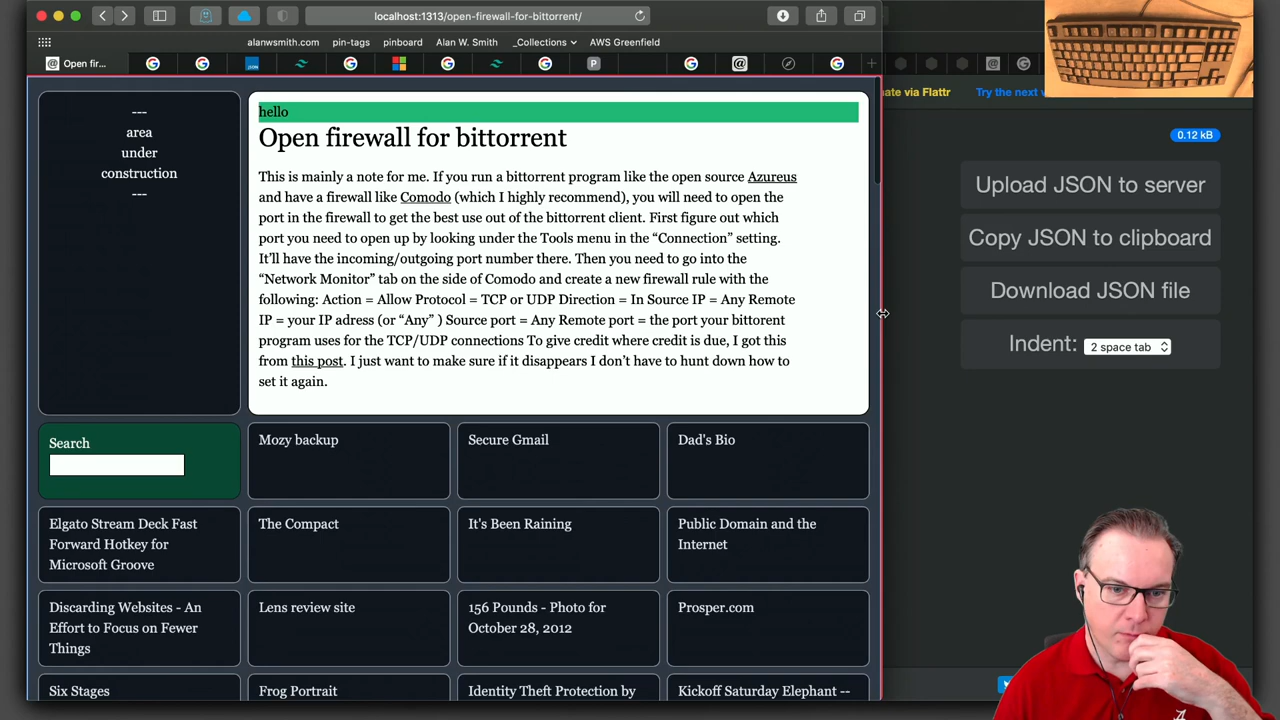 localhost:1313/open-firewall-for-bittorrent/
alanwsmith.com pin-tags pinboard Alan W. Smith _Collections AWS Greenfield
Open fir...
nate via Flattr
Try the next v
0.12 kB
---
area
under
construction
---
hello
Open firewall for bittorrent
This is mainly a note for me. If you run a bittorrent program like the open source Azureus
and have a firewall like Comodo (which I highly recommend), you will need to open the
port in the firewall to get the best use out of the bittorrent client. First figure out which
port you need to open up by looking under the Tools menu in the “Connection” setting.
It’ll have the incoming/outgoing port number there. Then you need to go into the
“Network Monitor” tab on the side of Comodo and create a new firewall rule with the
following: Action = Allow Protocol = TCP or UDP Direction = In Source IP = Any Remote
IP = your IP adress (or “Any” ) Source port = Any Remote port = the port your bittorent
program uses for the TCP/UDP connections To give credit where credit is due, I got this
from this post. I just want to make sure if it disappears I don’t have to hunt down how to
set it again.
Upload JSON to server
Copy JSON to clipboard
Download JSON file
Indent: 2 space tab
Search
Mozy backup
Secure Gmail
Dad's Bio
Elgato Stream Deck Fast
Forward Hotkey for
Microsoft Groove
The Compact
It's Been Raining
Public Domain and the
Internet
Discarding Websites - An
Effort to Focus on Fewer
Things
Lens review site
156 Pounds - Photo for
October 28, 2012
Prosper.com
Six Stages
Frog Portrait
Identity Theft Protection by
Kickoff Saturday Elephant --